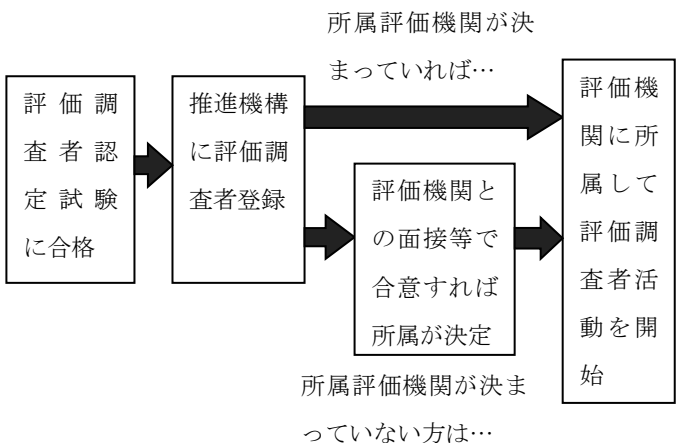 所属評価機関が決
まっていれば…
評価調
査者認
定試験
に合格
推進機構
に評価調
査者登録
評価機関と
の面接等で
合意すれば
所属が決定
評価機
関に所
属して
評価調
査者活
動を開
始
所属評価機関が決ま
っていない方は…